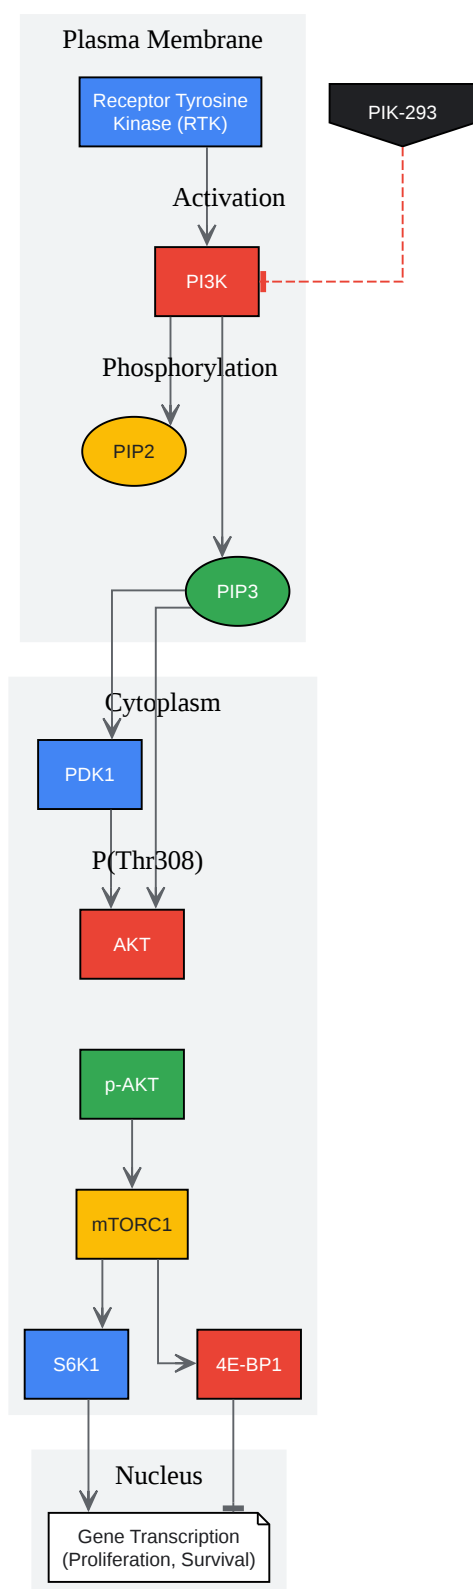 Plasma Membrane
Receptor Tyrosine
Kinase (RTK)
PIK-293
Activation
PI3K
Phosphorylation
PIP2
PIP3
Cytoplasm
PDK1
P(Thr308)
AKT
p-AKT
mTORC1
S6K1
4E-BP1
Nucleus
Gene Transcription
(Proliferation, Survival)